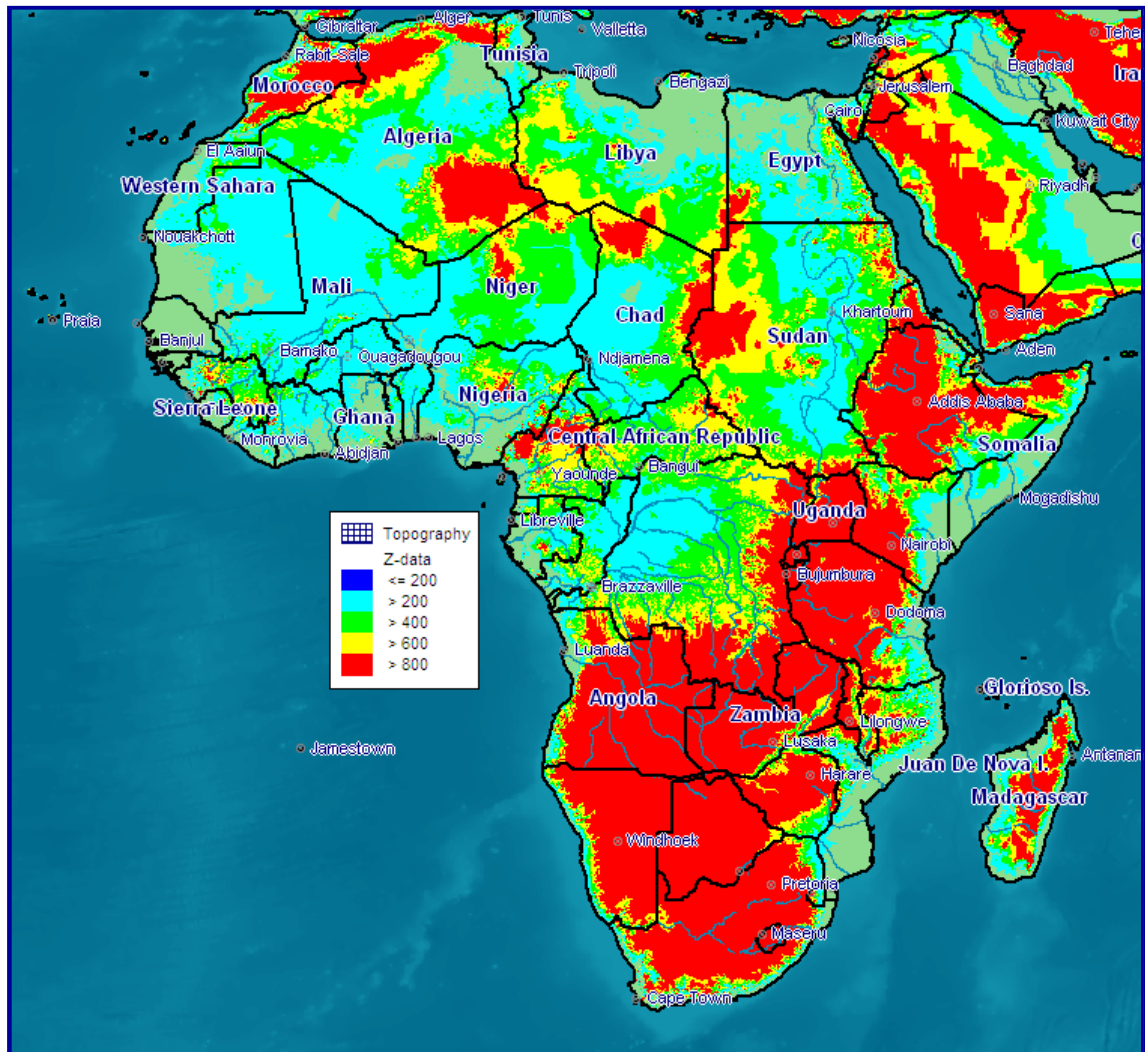 Gibraltar
Alger
Tunis
Valletta
Nicosia
Tehe
Rabit-Sale
Tunisia
Baghdad
Ira
Morocco
Tripoli
Bengazi
Jerusalem
Cairo
Kuwait City
Algeria
Libya
Egypt
El Aaiun
Western Sahara
Riyadh
Nouakchott
Mali
Niger
Chad
Sudan
Khartoum
Sana
Praia
Banjul
Bamako
Ouagadougou
Ndjamena
Aden
Nigeria
Addis Ababa
Sierra Leone
Ghana
Central African Republic
Somalia
Monrovia
Abidjan
Lagos
Yaounde
Bangui
Mogadishu
Libreville
Uganda
Nairobi
Topography
Z-data
<= 200
> 200
> 400
> 600
> 800
Brazzaville
Bujumbura
Dodoma
Luanda
Angola
Zambia
Lilongwe
Glorioso Is.
Lusaka
Jamestown
Harare
Juan De Nova I.
Antanan
Madagascar
Windhoek
Pretoria
Maseru
Cape Town